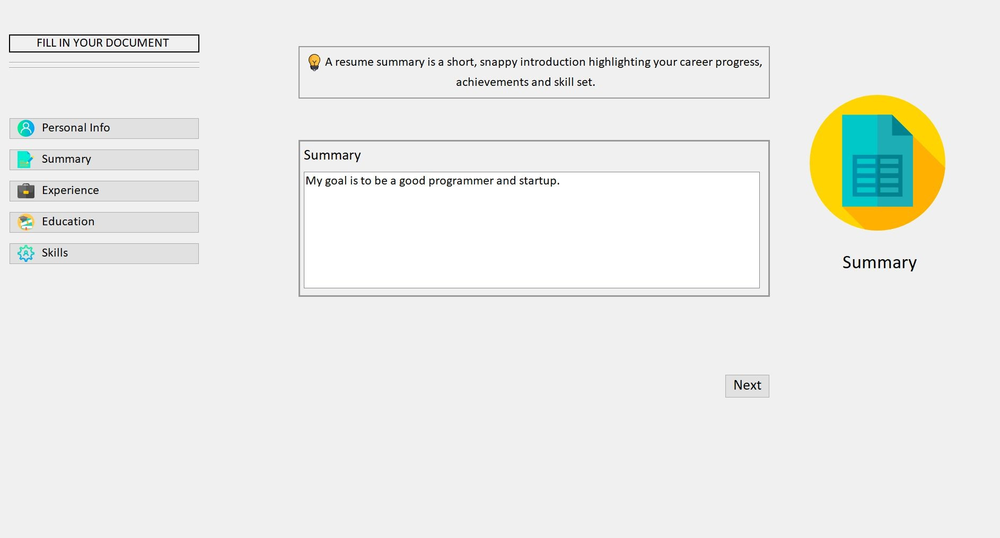 FILL IN YOUR DOCUMENT
Personal Info
Summary
Experience
Education
Skills
A resume summary is a short, snappy introduction highlighting your career progress,
achievements and skill set.
Summary
My goal is to be a good programmer and startup.
Next
Summary